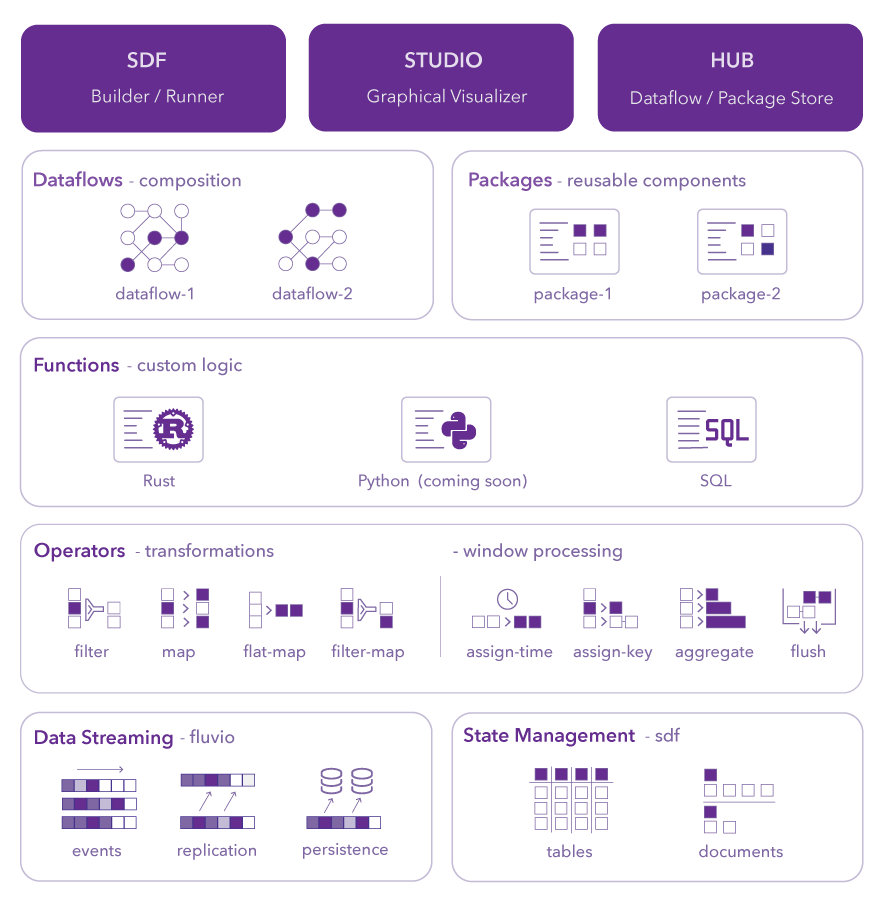 SDF
Builder / Runner
STUDIO
Graphical Visualizer
HUB
Dataflow / Package Store
Dataflows - composition
dataflow-1
dataflow-2
Packages - reusable components
package-1
package-2
Functions - custom logic
R
Rust
Python (coming soon)
SQL
SQL
Operators - transformations
- window processing
filter
map
flat-map
filter-map
assign-time
assign-key
aggregate
flush
Data Streaming - fluvio
events
replication
persistence
State Management - sdf
tables
documents